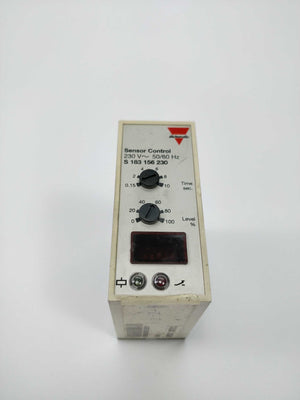 Sensor Control
230 V~ 50/60 Hz
S 183 156 230
4 6
2 8
0.15 10
Time
sec.
40 60
20 80
0 100
Level
%